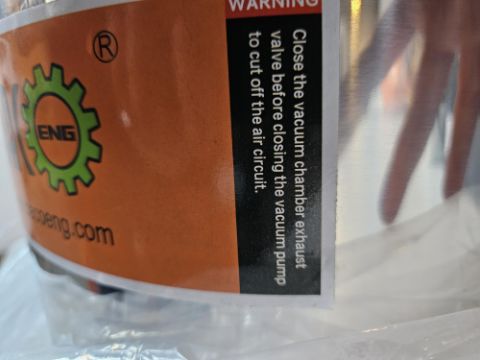 ®
ENG
acoeng.com
WARNING
Close the vacuum chamber exhaust
valve before closing the vacuum pump
to cut off the air circuit.